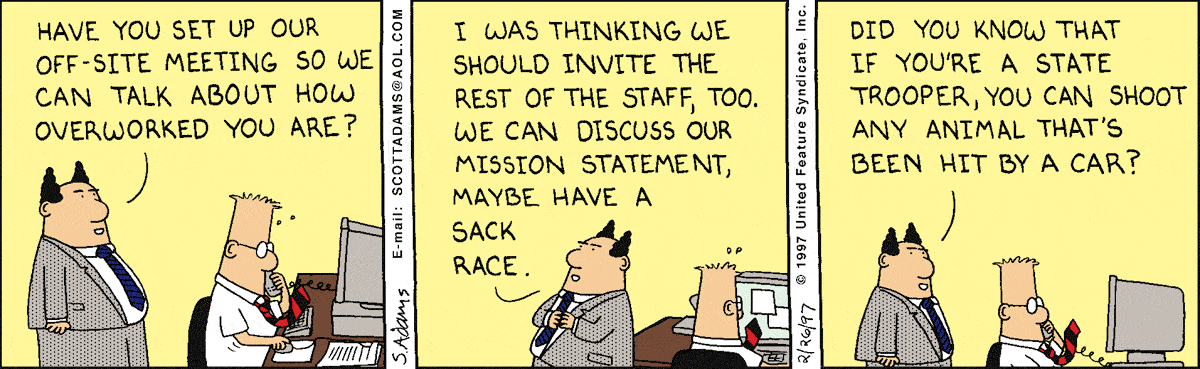 HAVE YOU SET UP OUR
OFF-SITE MEETING SO WE
CAN TALK ABOUT HOW
OVERWORKED YOU ARE?
S.Adams
E-mail: SCOTTADAMS@AOL.COM
I WAS THINKING WE
SHOULD INVITE THE
REST OF THE STAFF, TOO.
WE CAN DISCUSS OUR
MISSION STATEMENT,
MAYBE HAVE A
SACK
RACE.
2/26/97
© 1997 United Feature Syndicate, Inc.
DID YOU KNOW THAT
IF YOU'RE A STATE
TROOPER, YOU CAN SHOOT
ANY ANIMAL THAT'S
BEEN HIT BY A CAR?